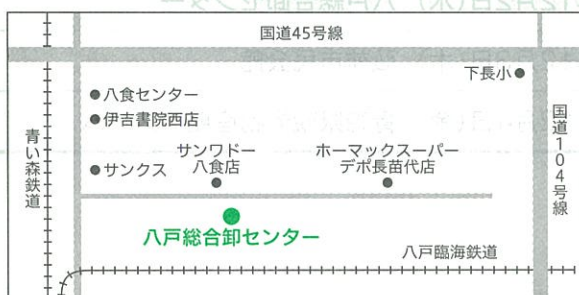 国道45号線
下長小
八食センター
伊吉書院西店
サンクス
サンワドー
八食店
ホーマックスーパー
デポ長苗代店
青い森鉄道
国道104号線
八戸総合卸センター
八戸臨海鉄道